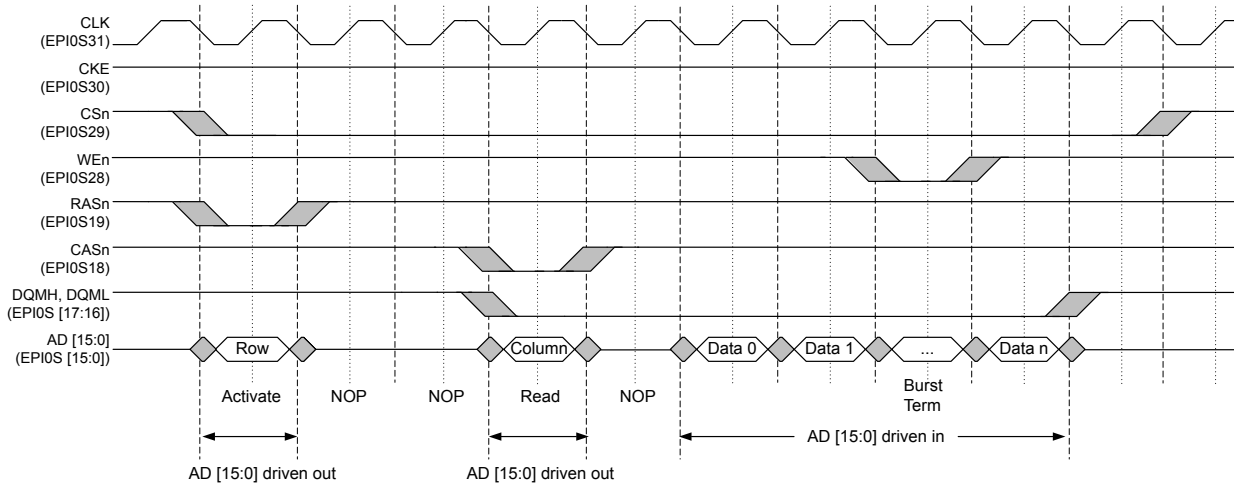 CLK
(EPI0S31)
CKE
(EPI0S30)
CSn
(EPI0S29)
WEn
(EPI0S28)
RASn
(EPI0S19)
CASn
(EPI0S18)
DQMH, DQML
(EPI0S [17:16])
AD [15:0]
(EPI0S [15:0])
Row Column Data 0 Data 1 ... Data n
Activate NOP NOP Read NOP Burst
Term
AD [15:0] driven in
AD [15:0] driven out AD [15:0] driven out